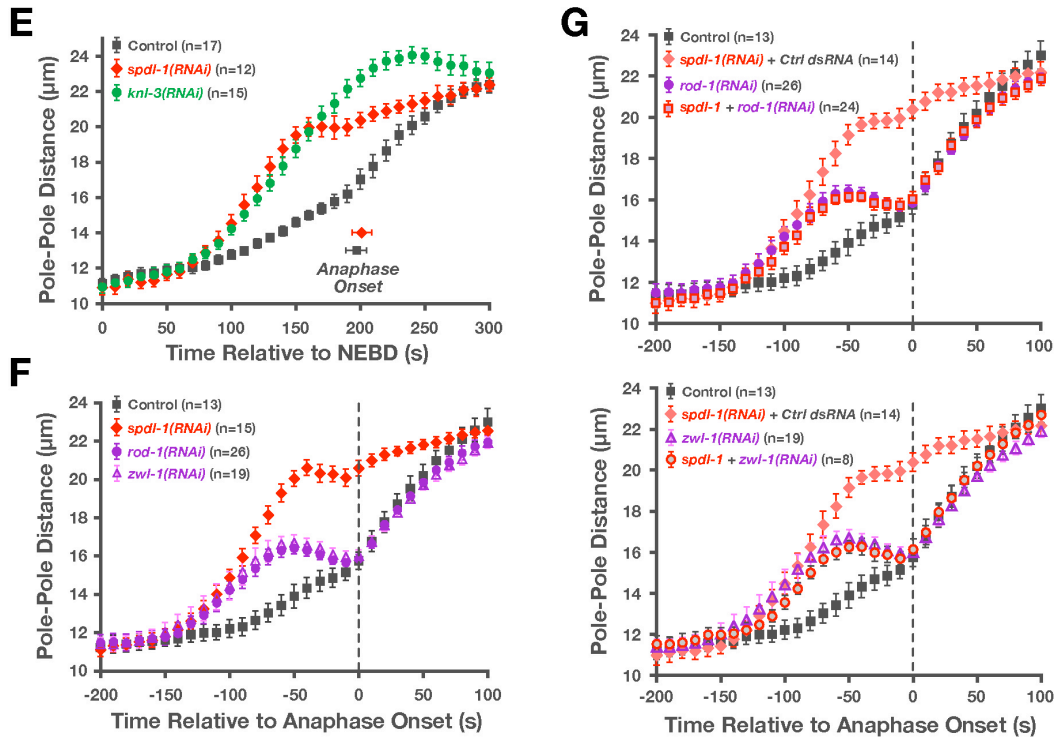 E
Pole-Pole Distance (µm)
24
22
20
18
16
14
12
10
Control (n=17)
spdl-1(RNAi) (n=12)
knl-3(RNAi) (n=15)
Anaphase
Onset
0 50 100 150 200 250 300
Time Relative to NEBD (s)
F
Pole-Pole Distance (µm)
24
22
20
18
16
14
12
10
Control (n=13)
spdl-1(RNAi) (n=15)
rod-1(RNAi) (n=26)
zwl-1(RNAi) (n=19)
-200 -150 -100 -50 0 50 100
Time Relative to Anaphase Onset (s)
G
Pole-Pole Distance (µm)
24
22
20
18
16
14
12
10
Control (n=13)
spdl-1(RNAi) + Ctrl dsRNA (n=14)
rod-1(RNAi) (n=26)
spdl-1 + rod-1(RNAi) (n=24)
-200 -150 -100 -50 0 50 100
Pole-Pole Distance (µm)
24
22
20
18
16
14
12
10
Control (n=13)
spdl-1(RNAi) + Ctrl dsRNA (n=14)
zwl-1(RNAi) (n=19)
spdl-1 + zwl-1(RNAi) (n=8)
-200 -150 -100 -50 0 50 100
Time Relative to Anaphase Onset (s)